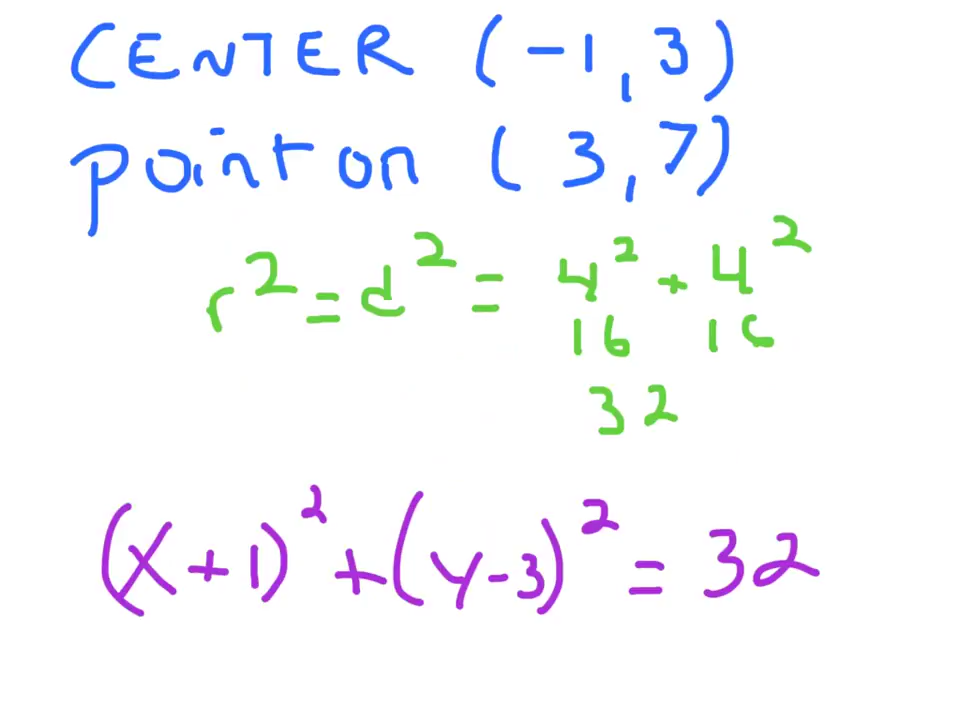 CENTER (-1,3)
point on (3,7)
r² = d² = 4² + 4²
16 16
32
(x+1)² + (y-3)² = 32